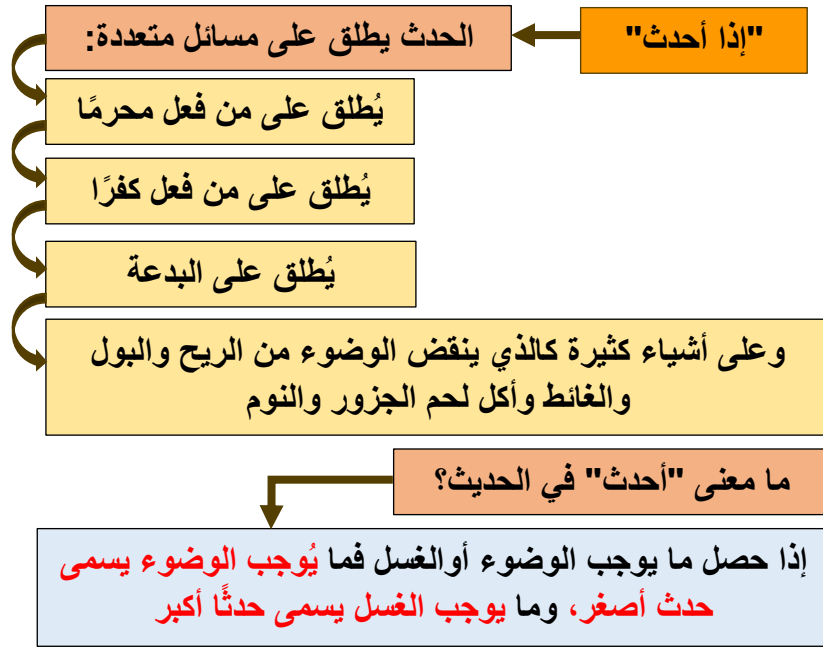 "إذا أحدث"
الحدث يطلق على مسائل متعددة:
يُطلق على من فعل محرمًا
يُطلق على من فعل كفرًا
يُطلق على البدعة
وعلى أشياء كثيرة كالذي ينقض الوضوء من الريح والبول
والغائط وأكل لحم الجزور والنوم
ما معنى "أحدث" في الحديث؟
إذا حصل ما يوجب الوضوء أوالغسل فما يُوجب الوضوء يسمى
حدث أصغر، وما يوجب الغسل يسمى حدثًا أكبر